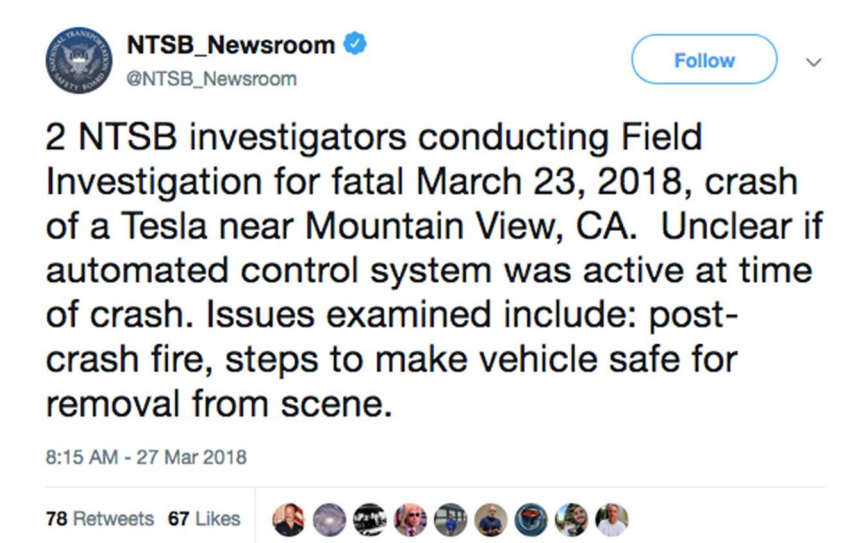 NTSB_Newsroom
@NTSB_Newsroom
Follow
2 NTSB investigators conducting Field
Investigation for fatal March 23, 2018, crash
of a Tesla near Mountain View, CA.  Unclear if
automated control system was active at time
of crash. Issues examined include: post-
crash fire, steps to make vehicle safe for
removal from scene.
8:15 AM - 27 Mar 2018
78 Retweets 67 Likes